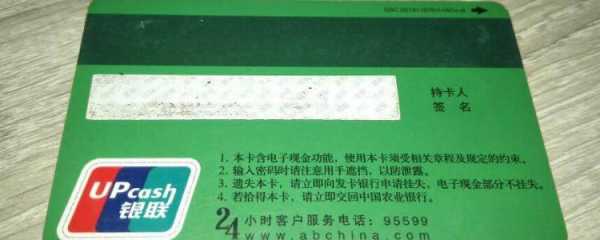 持卡人
签 名
1. 本卡含电子现金功能，使用本卡须受相关章程及规定的约束。
2. 输入密码时请注意用手遮挡，以防泄露。
3. 遗失本卡，请立即向发卡银行申请挂失，电子现金部分不挂失。
4. 若拾得本卡，请立即交回中国农业银行。
UPcash
银联
24小时客户服务电话：95599
www.abchina.com